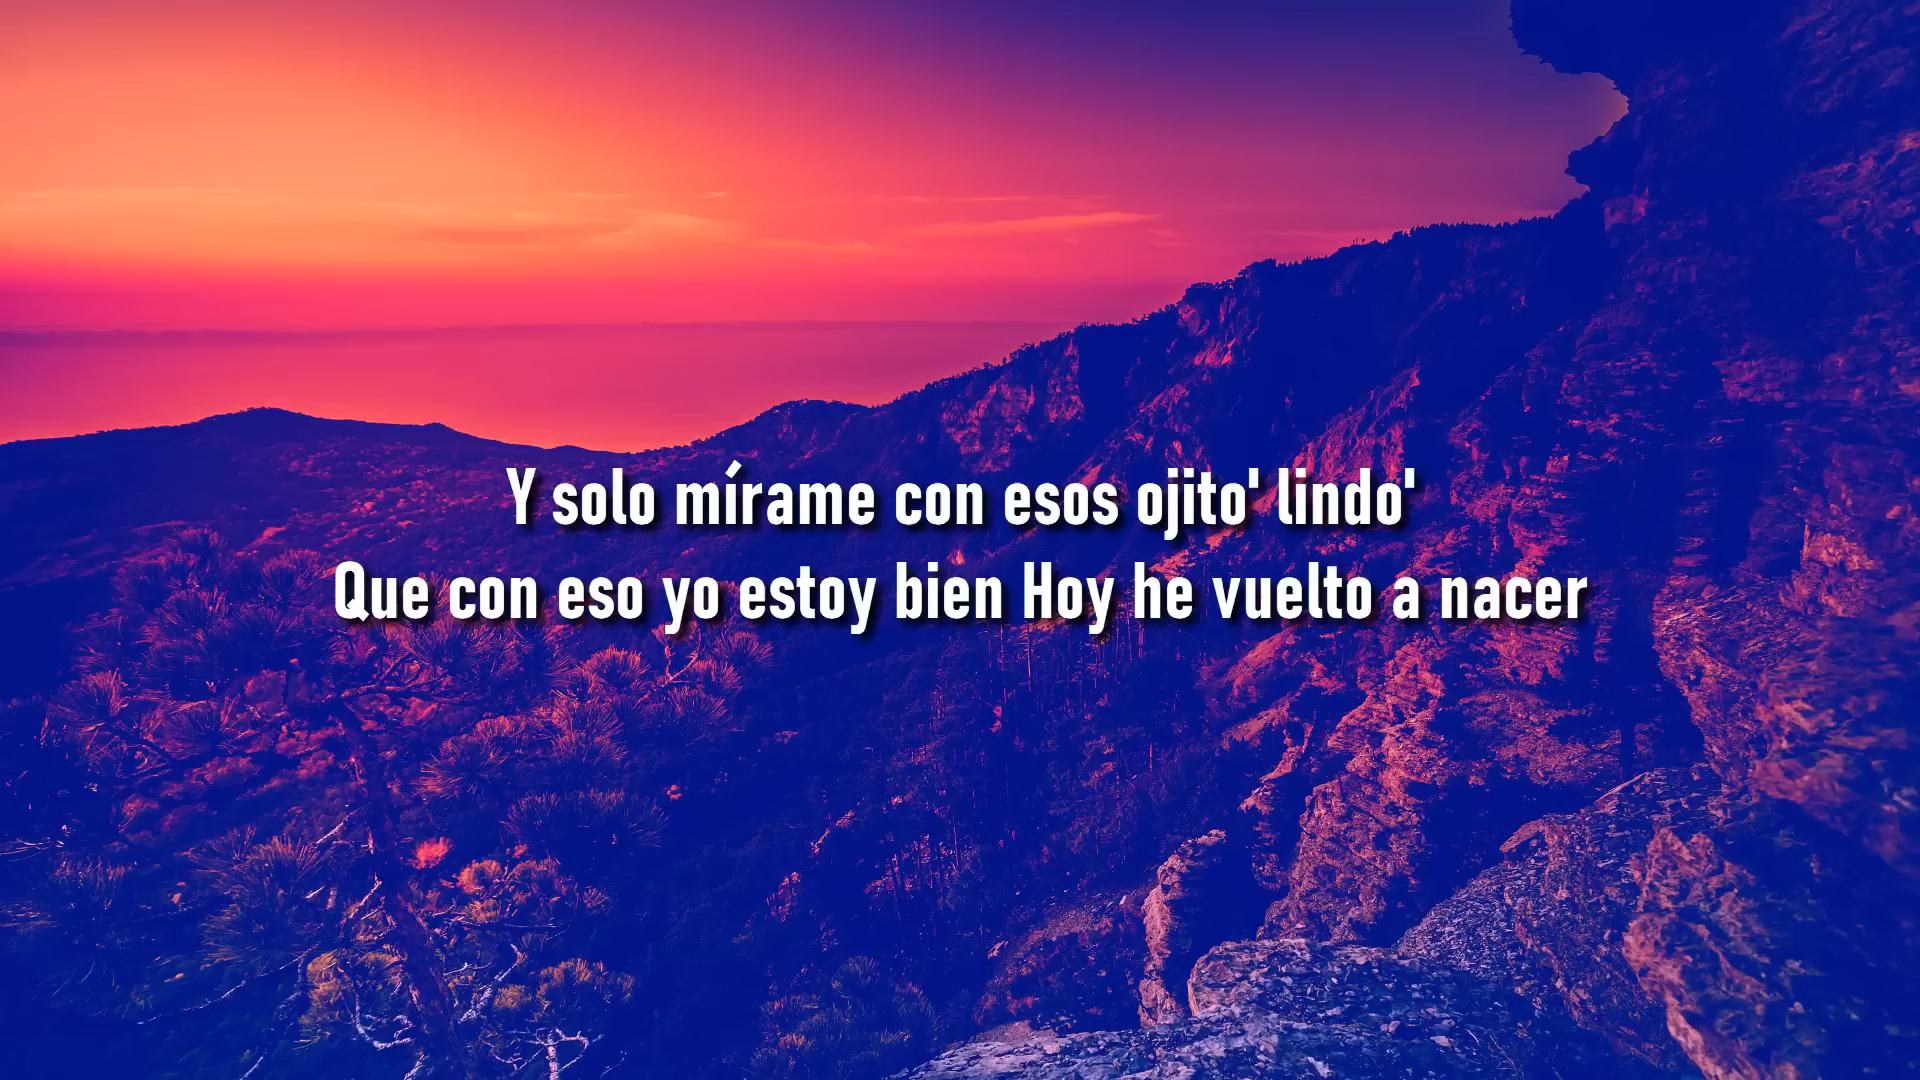 Y solo mírame con esos ojito' lindo'
Que con eso yo estoy bien Hoy he vuelto a nacer